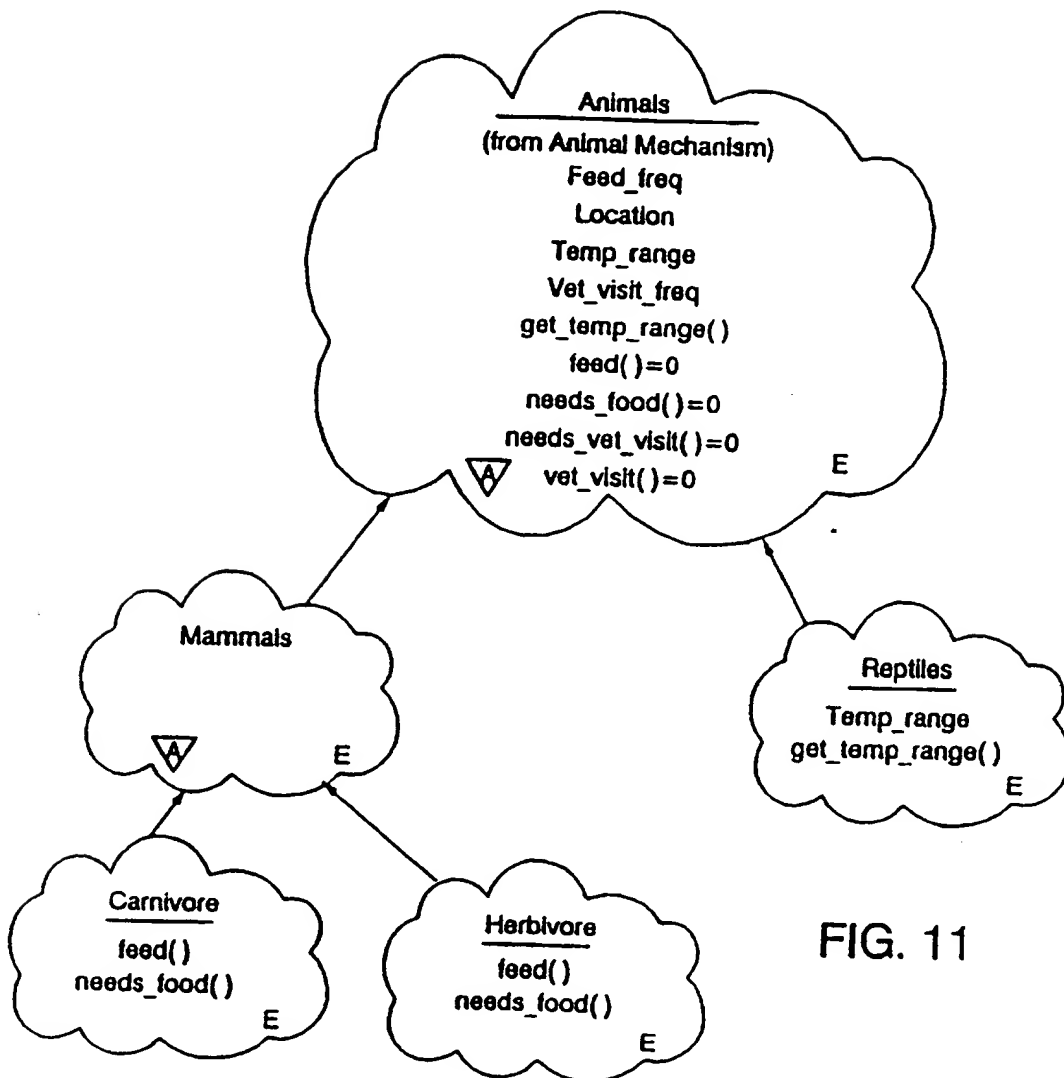 Animals
(from Animal Mechanism)
Feed_freq
Location
Temp_range
Vet_visit_freq
get_temp_range()
feed()=0
needs_food()=0
needs_vet_visit()=0
vet_visit()=0
A
E
Mammals
A
E
Reptiles
Temp_range
get_temp_range()
E
Carnivore
feed()
needs_food()
E
Herbivore
feed()
needs_food()
E
FIG. 11